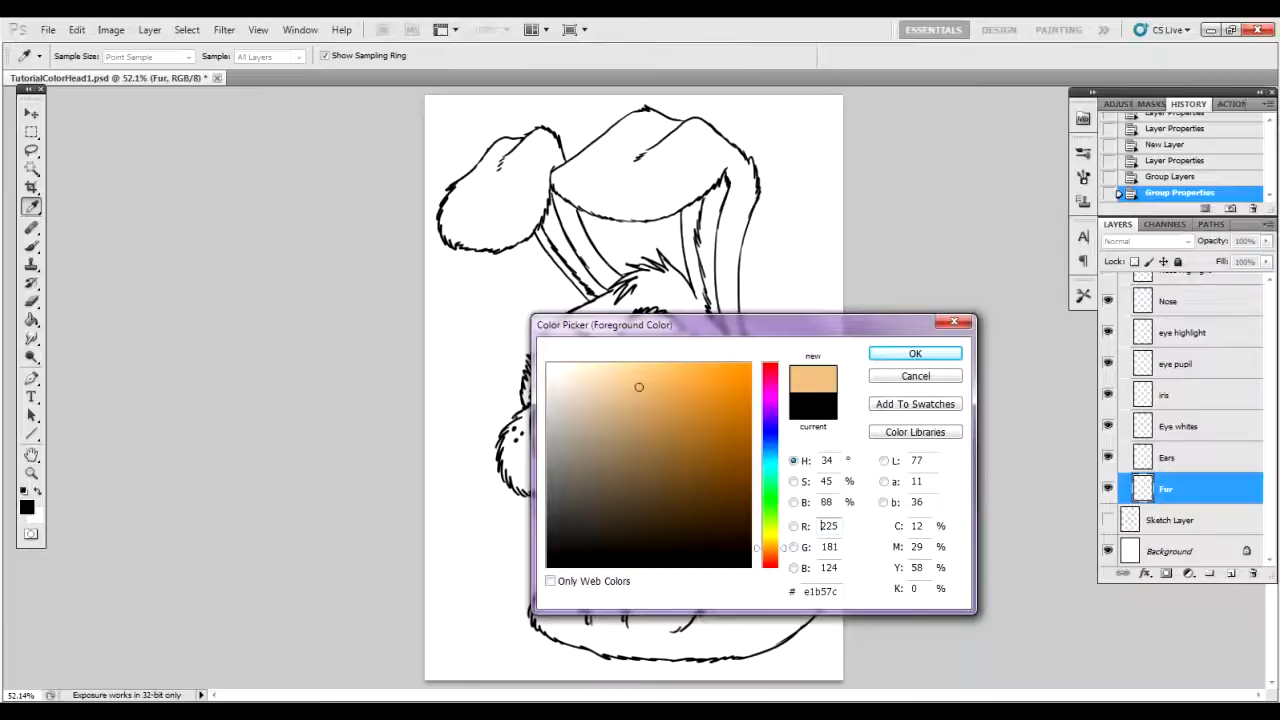 PS File Edit Image Layer Select Filter View Window Help ESSENTIALS DESIGN PAINTING CS Live
Sample Size: Point Sample Sample: All Layers Show Sampling Ring
TutorialColorHead1.psd @ 52.1% (Fur, RGB/8) *
ADJUST MASKS HISTORY ACTION
Layer Properties
Layer Properties
New Layer
Layer Properties
Group Layers
Group Properties
LAYERS CHANNELS PATHS
Normal Opacity: 100%
Lock: Fill: 100%
Nose
eye highlight
eye pupil
iris
Eye whites
Ears
Fur
Sketch Layer
Background
Color Picker (Foreground Color)
new
current
OK
Cancel
Add To Swatches
Color Libraries
H: 34 ° L: 77
S: 45 % a: 11
B: 88 % b: 36
R: 225 C: 12 %
G: 181 M: 29 %
B: 124 Y: 58 %
# e1b57c K: 0 %
Only Web Colors
52.14% Exposure works in 32-bit only